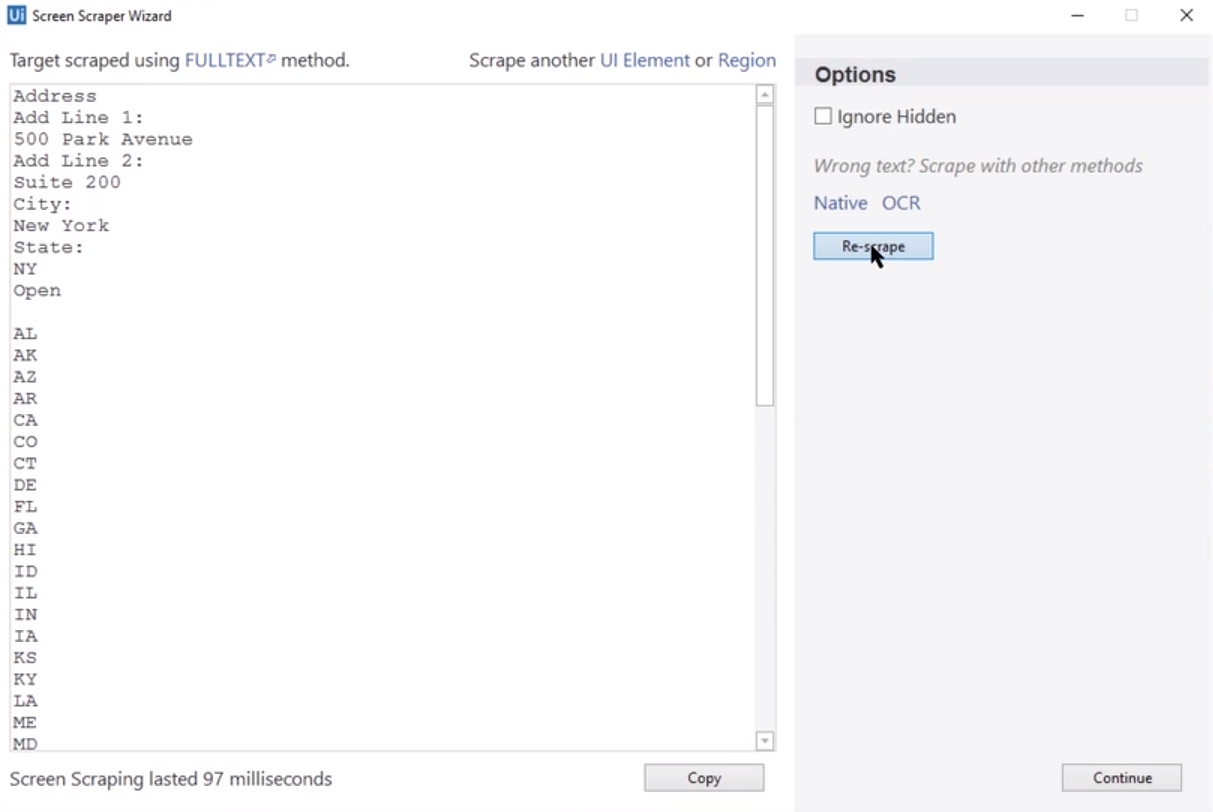 Ui Screen Scraper Wizard
Target scraped using FULLTEXT method.
Scrape another UI Element or Region
Address
Add Line 1:
500 Park Avenue
Add Line 2:
Suite 200
City:
New York
State:
NY
Open
AL
AK
AZ
AR
CA
CO
CT
DE
FL
GA
HI
ID
IL
IN
IA
KS
KY
LA
ME
MD
Screen Scraping lasted 97 milliseconds
Copy
Options
Ignore Hidden
Wrong text? Scrape with other methods
Native OCR
Re-scrape
Continue